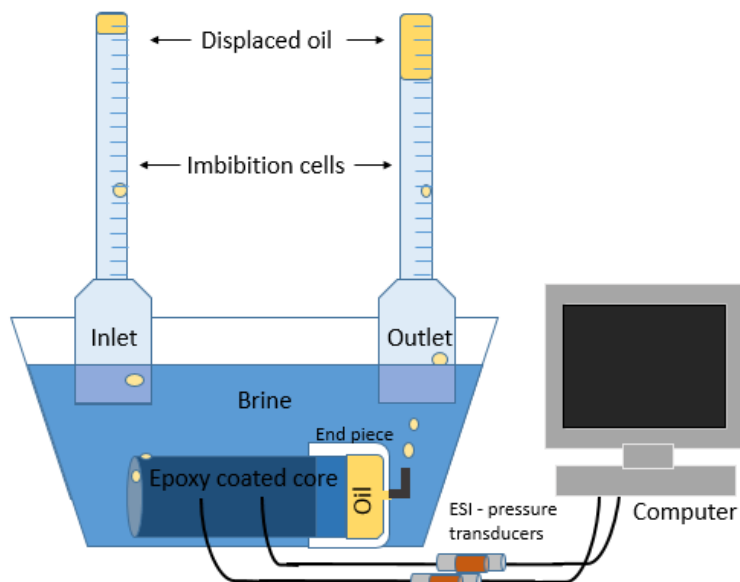 Displaced oil
Imbibition cells
Inlet
Outlet
Brine
End piece
Epoxy coated core
Oil
ESI - pressure
transducers
Computer